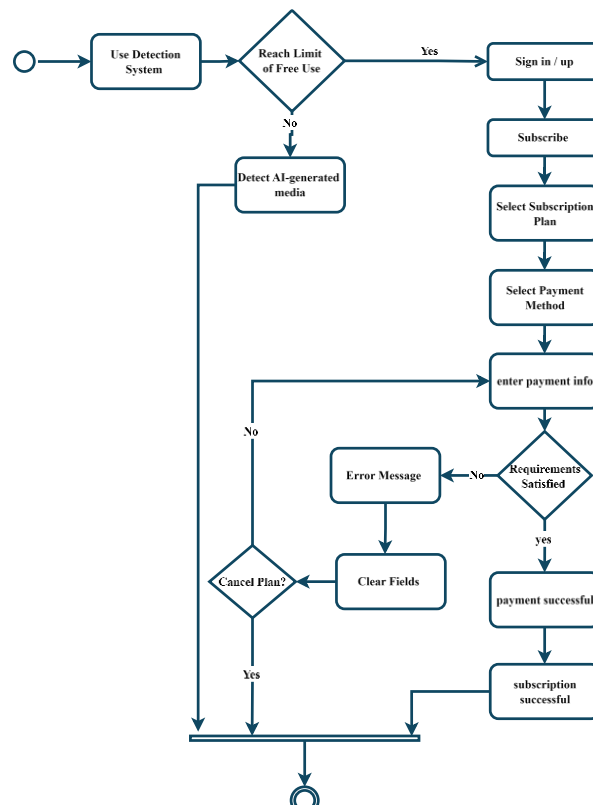 Use Detection
System
Reach Limit
of Free Use
Yes
Sign in / up
No
Subscribe
Detect AI-generated
media
Select Subscription
Plan
Select Payment
Method
enter payment info
No
Requirements
Satisfied
No
Error Message
yes
Cancel Plan?
Clear Fields
payment successful
Yes
subscription
successful